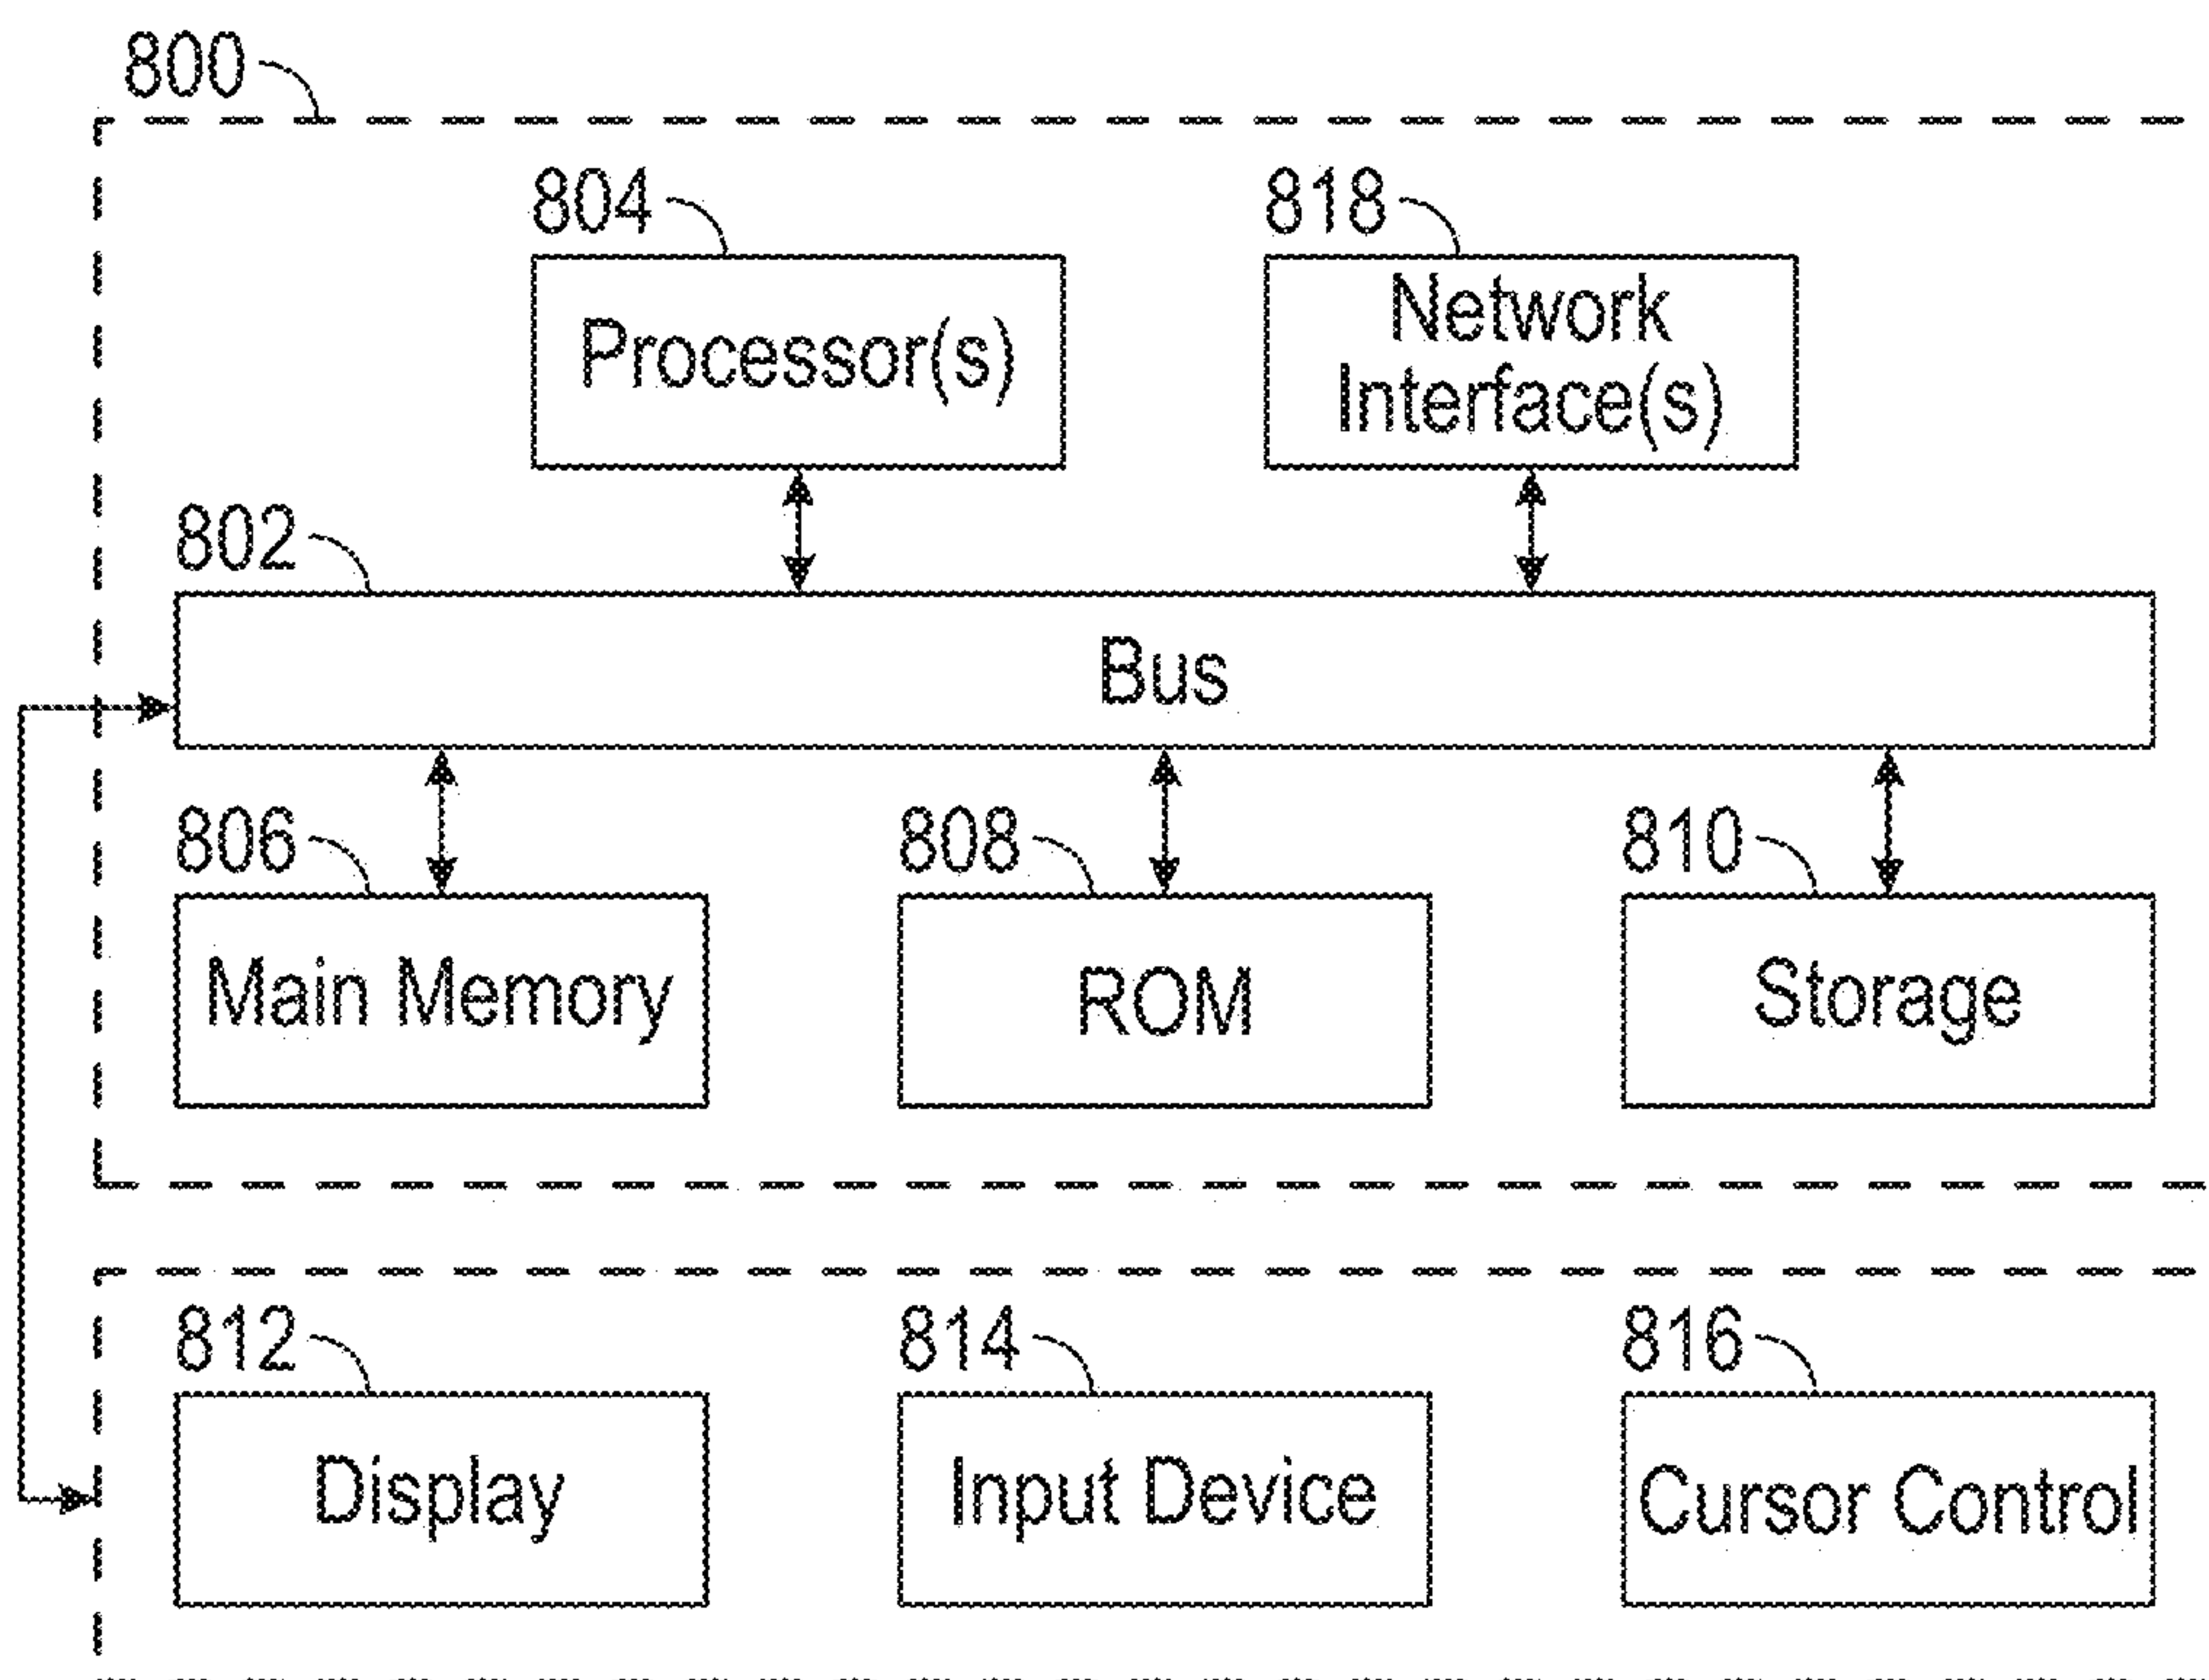 800
804
818
Processor(s)
Network
Interface(s)
802
Bus
806
808
810
Main Memory
ROM
Storage
812
814
816
Display
Input Device
Cursor Control